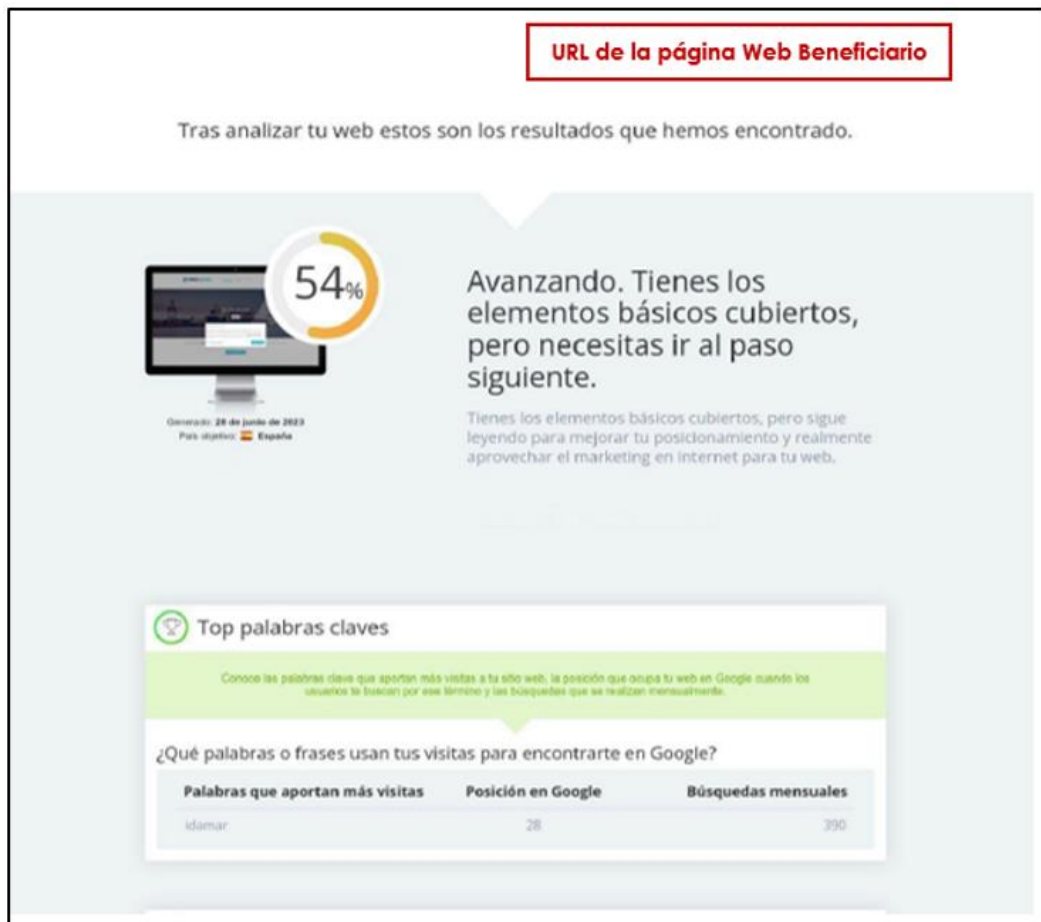 URL de la página Web Beneficiario
Tras analizar tu web estos son los resultados que hemos encontrado.
54%
Avanzando. Tienes los
elementos básicos cubiertos,
pero necesitas ir al paso
siguiente.
Tienes los elementos básicos cubiertos, pero sigue
leyendo para mejorar tu posicionamiento y realmente
aprovechar el marketing en internet para tu web.
Generado: 28 de junio de 2023
País objetivo: España
Top palabras claves
Conoce las palabras clave que aportan más visitas a tu sitio web, la posición que ocupa tu web en Google cuando los
usuarios te buscan por ese término y las búsquedas que se realizan mensualmente.
¿Qué palabras o frases usan tus visitas para encontrarte en Google?
Palabras que aportan más visitas Posición en Google Búsquedas mensuales
idamar 28 390